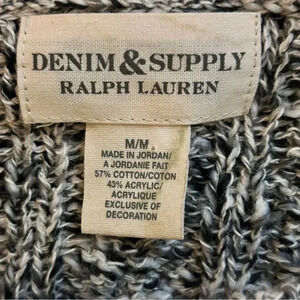 DENIM & SUPPLY
RALPH LAUREN
M/M
MADE IN JORDAN/
A JORDANIE FAIT
57% COTTON/COTON
43% ACRYLIC/
ACRYLIQUE
EXCLUSIVE OF
DECORATION